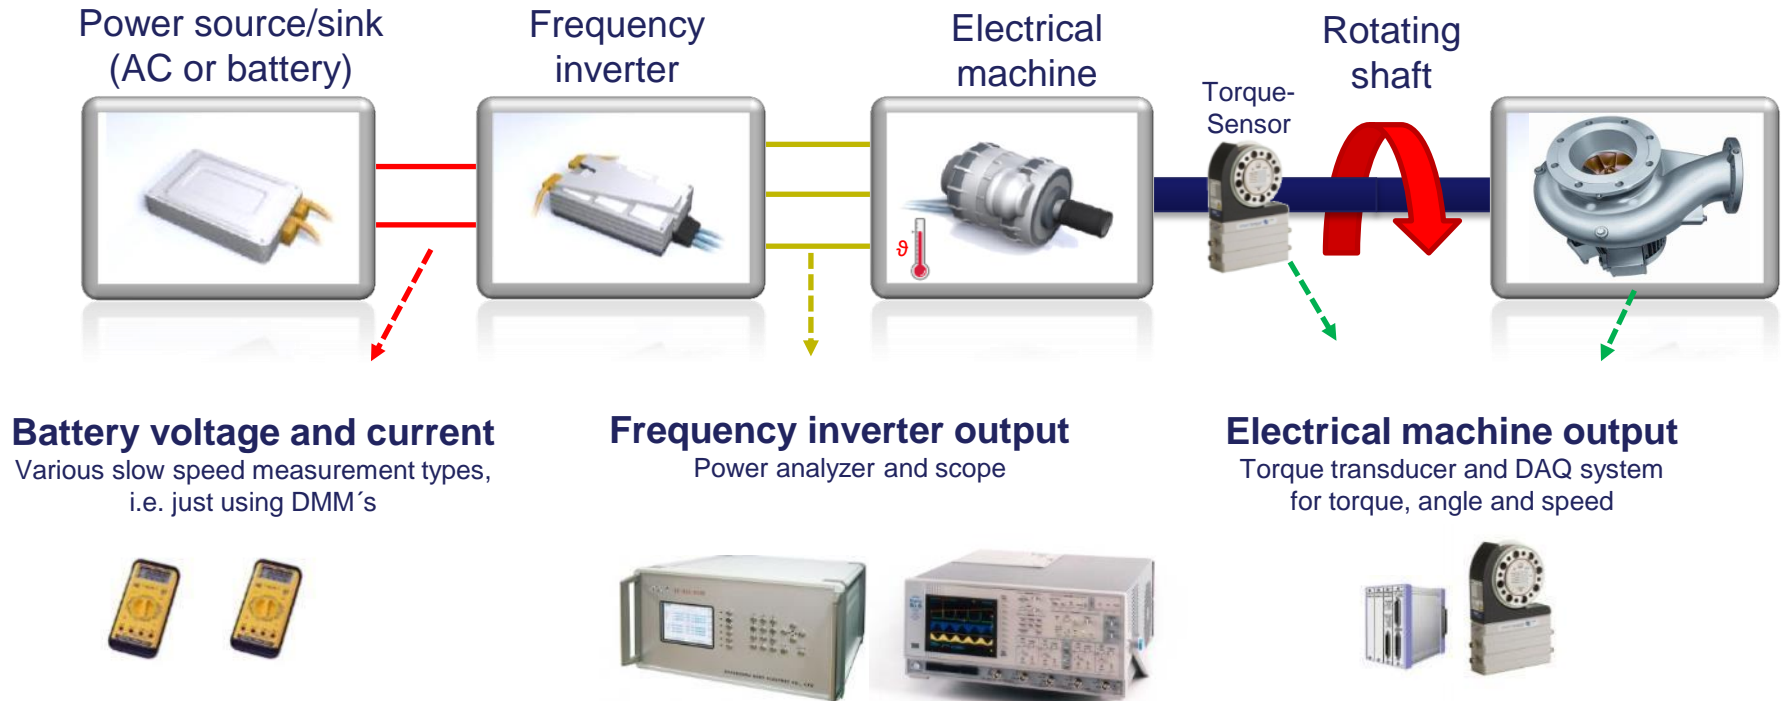 Power source/sink
(AC or battery)
Frequency
inverter
Electrical
machine
Torque-
Sensor
Rotating
shaft
ϑ
Battery voltage and current
Various slow speed measurement types,
i.e. just using DMM´s
Frequency inverter output
Power analyzer and scope
Electrical machine output
Torque transducer and DAQ system
for torque, angle and speed